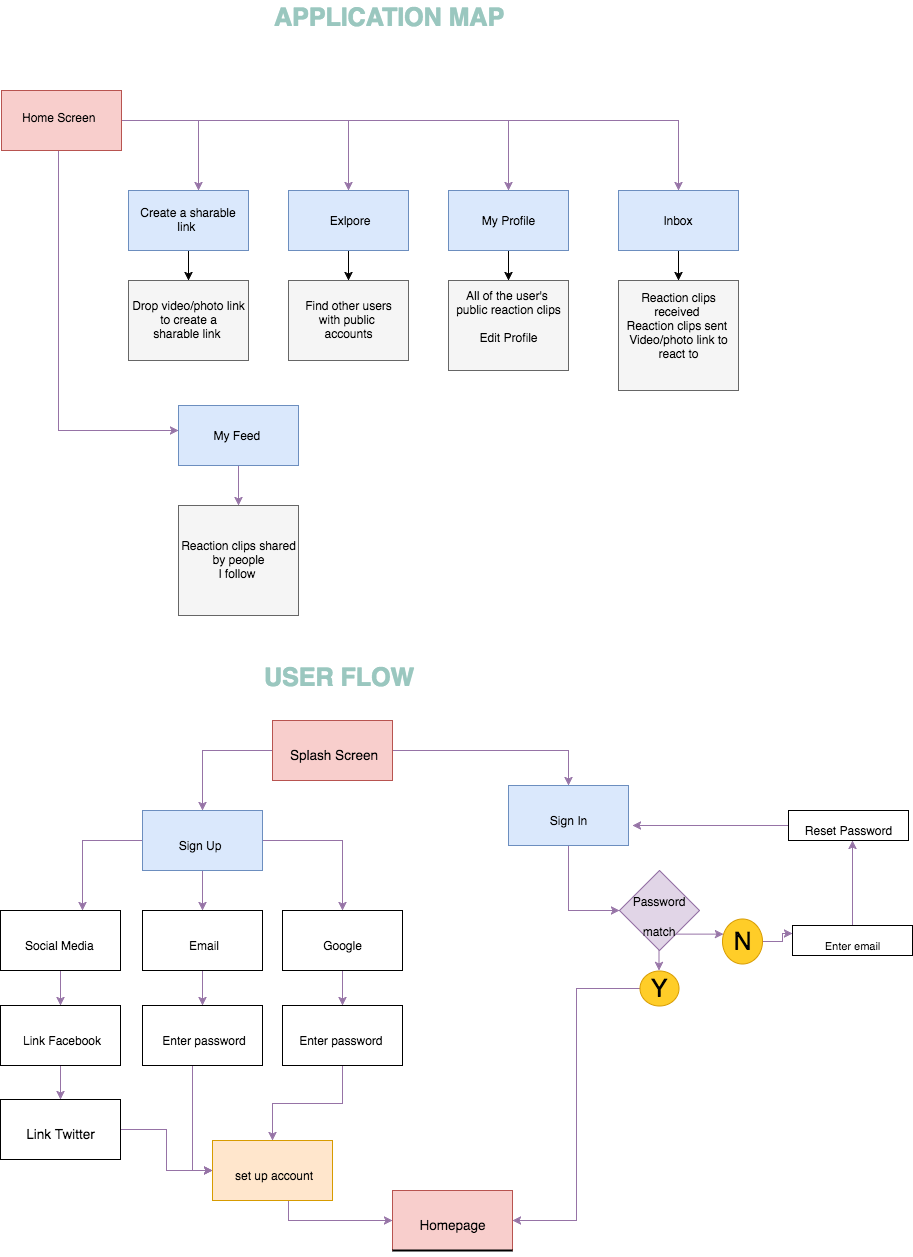 APPLICATION MAP
Home Screen
Create a sharable
link
Exlpore
My Profile
Inbox
Drop video/photo link
to create a
sharable link
Find other users
with public
accounts
All of the user's
public reaction clips
Edit Profile
Reaction clips
received
Reaction clips sent
Video/photo link to
react to
My Feed
Reaction clips shared
by people
I follow
USER FLOW
Splash Screen
Sign Up
Sign In
Reset Password
Social Media
Email
Google
Password
match
N
Enter email
Y
Link Facebook
Enter password
Enter password
Link Twitter
set up account
Homepage